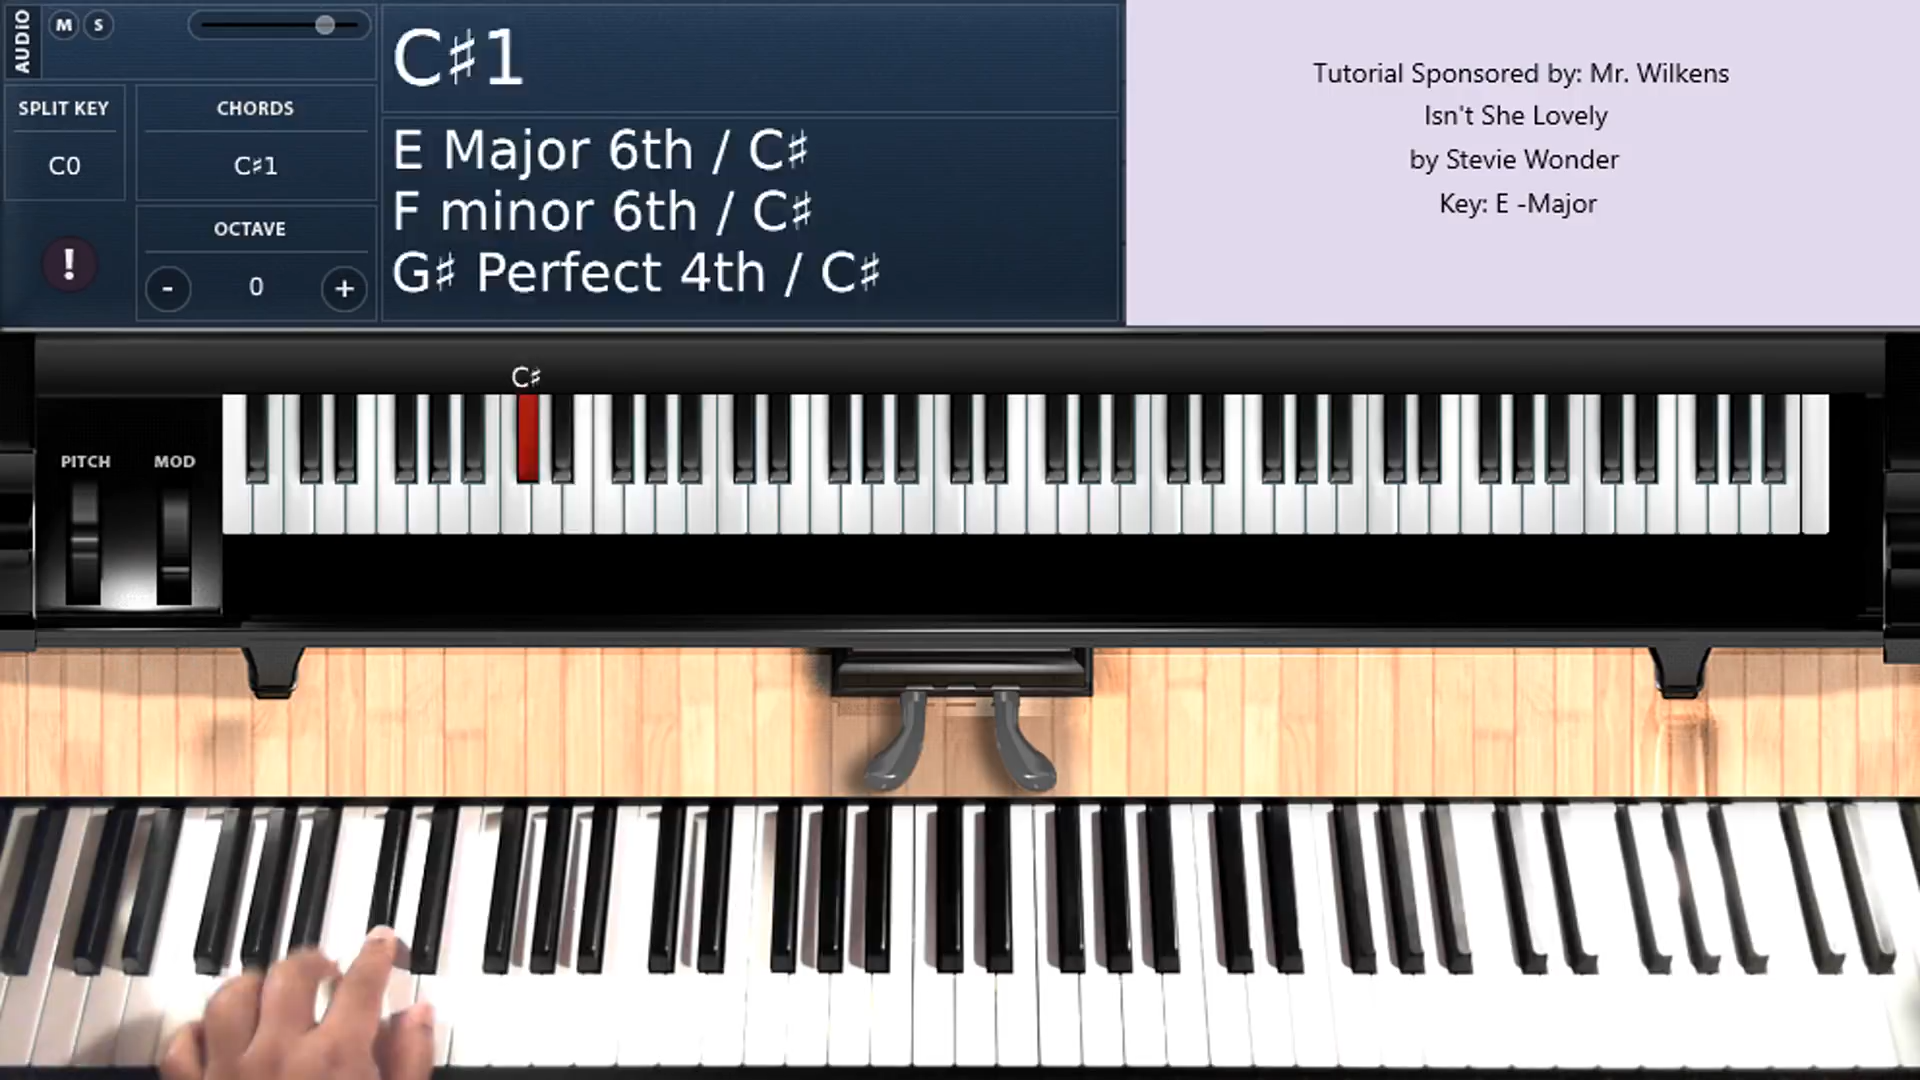 AUDIO
M S
SPLIT KEY
C0
!
CHORDS
C♯1
OCTAVE
- 0 +
C♯1
E Major 6th / C♯
F minor 6th / C♯
G♯ Perfect 4th / C♯
Tutorial Sponsored by: Mr. Wilkens
Isn't She Lovely
by Stevie Wonder
Key: E -Major
C♯
PITCH MOD